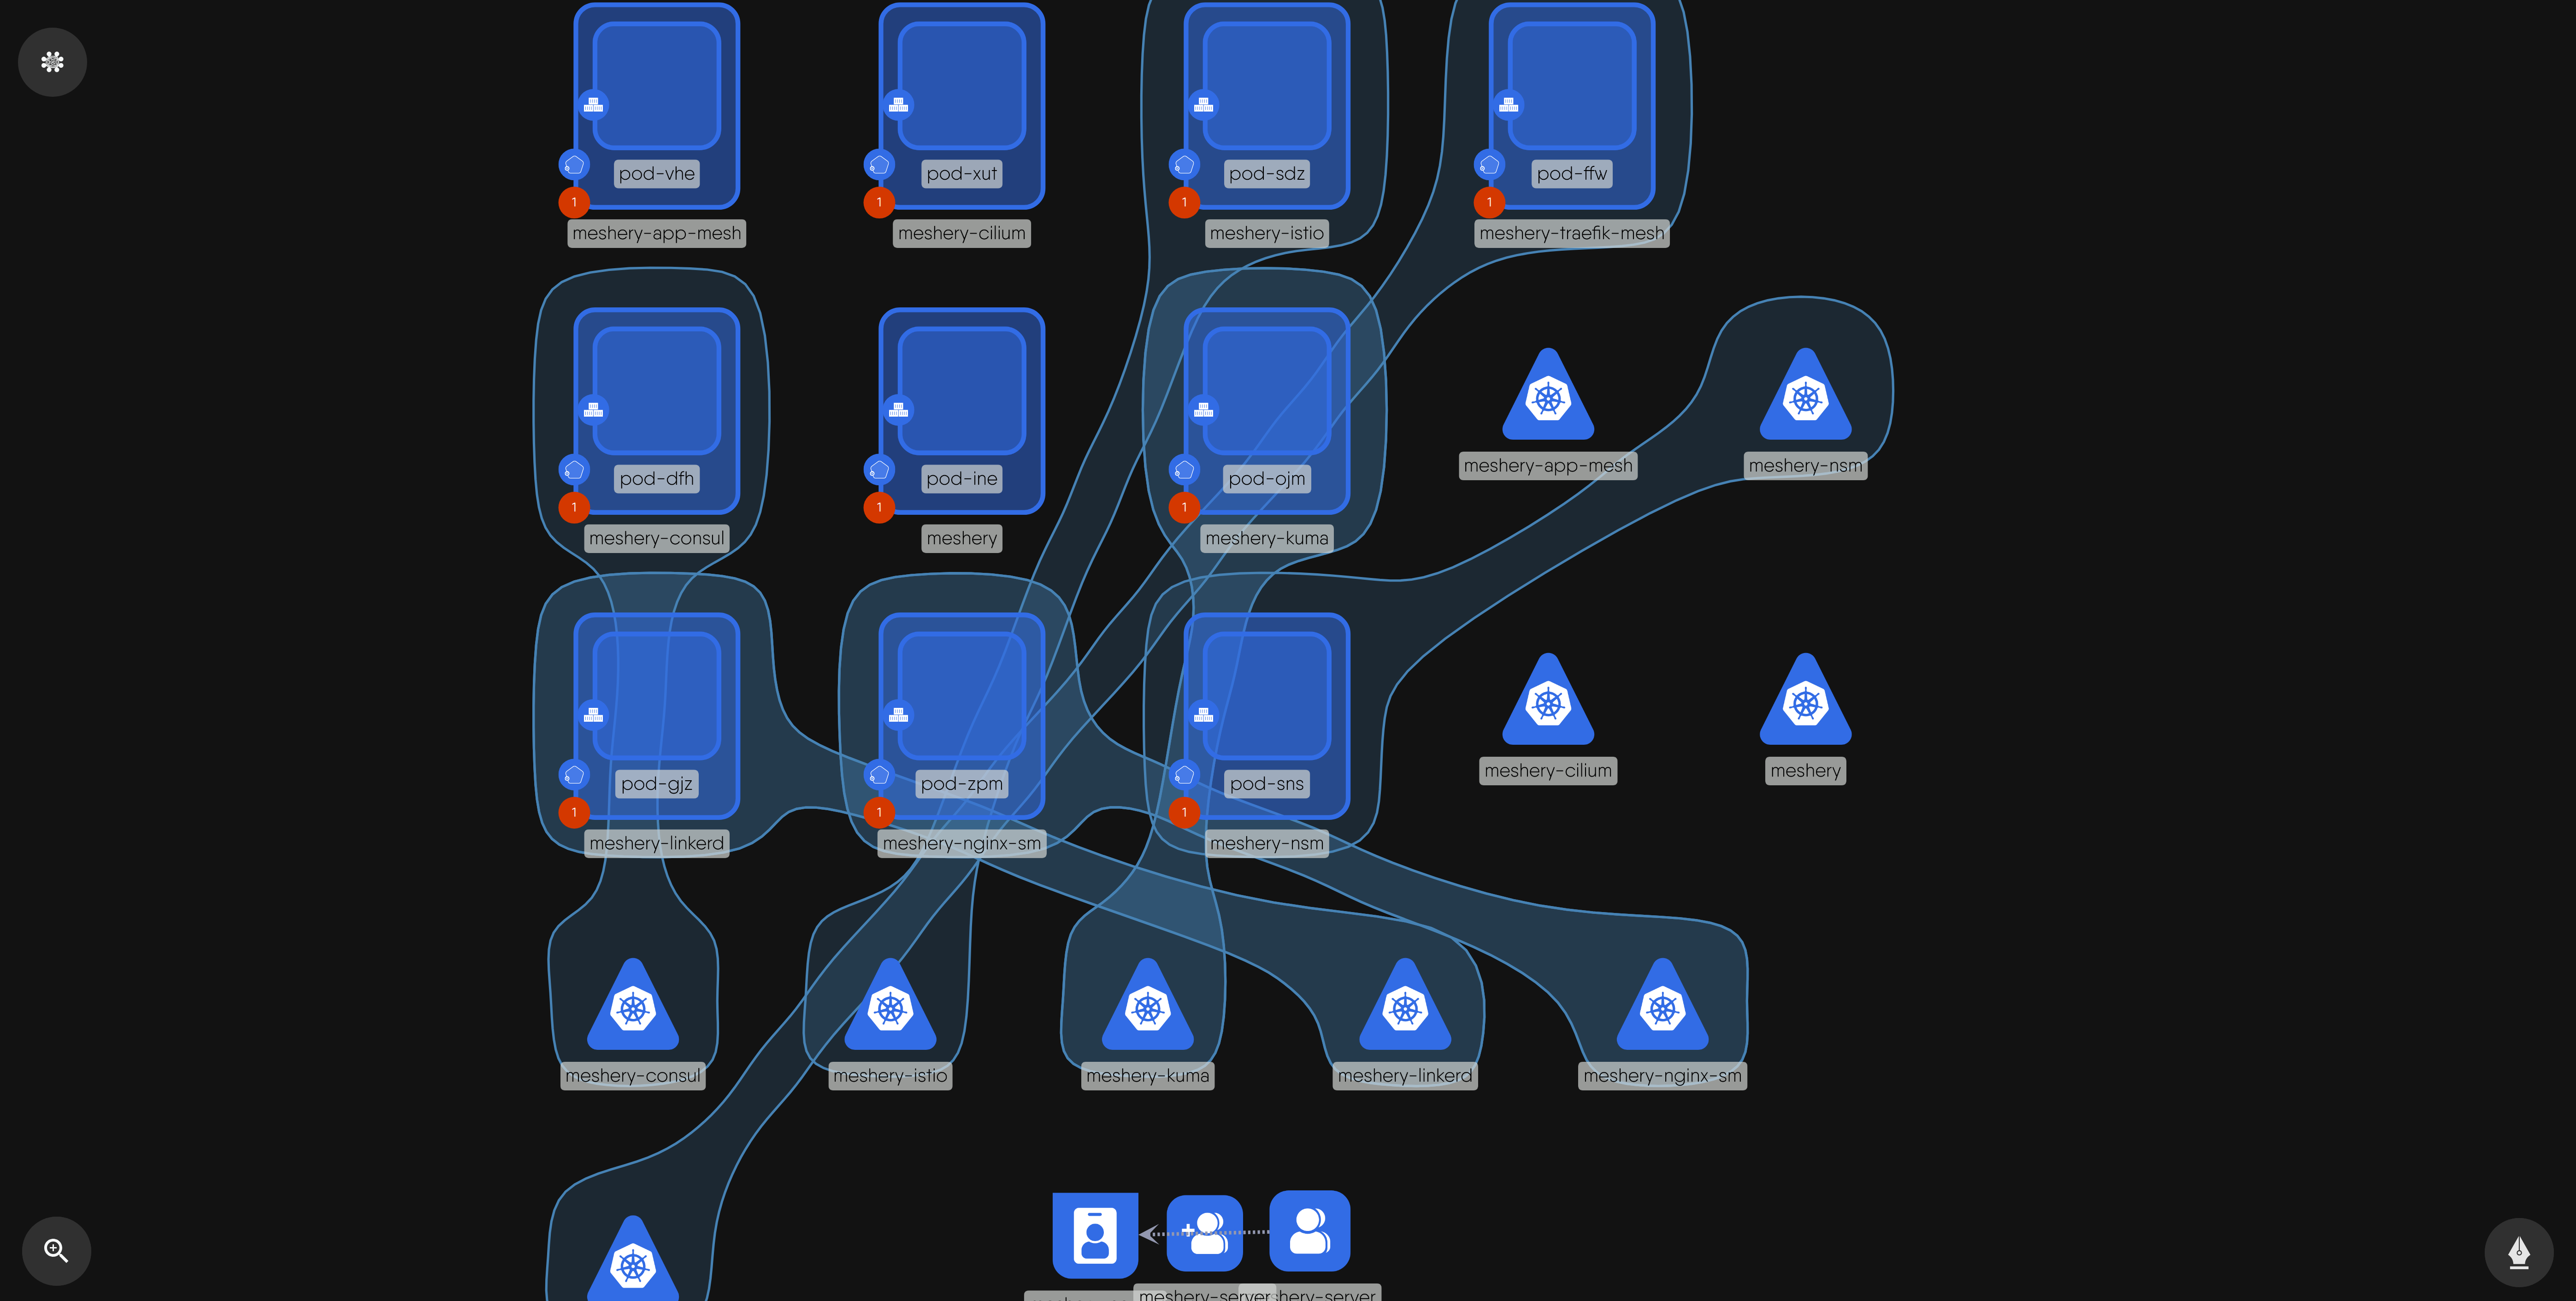 pod-vhe
pod-xut
pod-sdz
pod-ffw
1
1
1
1
meshery-app-mesh
meshery-cilium
meshery-istio
meshery-traefik-mesh
meshery-app-mesh
meshery-nsm
pod-dfh
pod-ine
pod-ojm
1
1
1
meshery-consul
meshery
meshery-kuma
meshery-cilium
meshery
pod-gjz
pod-zpm
pod-sns
1
1
1
meshery-linkerd
meshery-nginx-sm
meshery-nsm
meshery-consul
meshery-istio
meshery-kuma
meshery-linkerd
meshery-nginx-sm
meshery-server